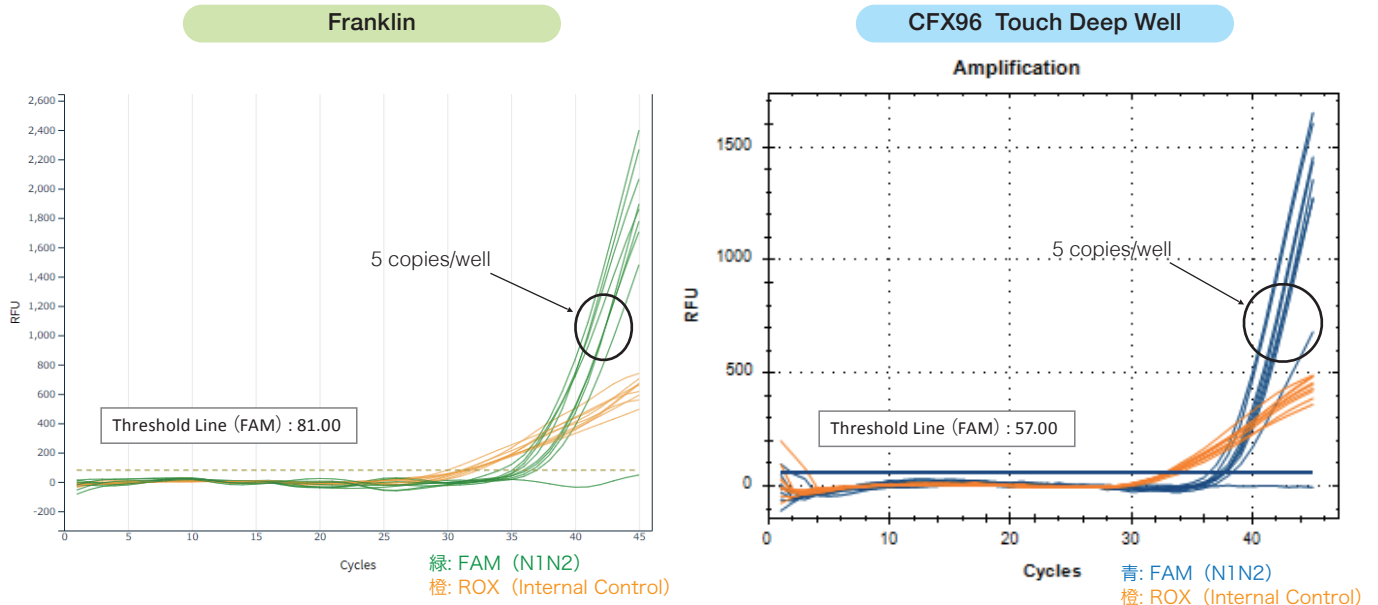 Franklin
2,600
2,400
2,200
2,000
1,800
1,600
1,400
1,200
1,000
800
600
400
200
0
-200
RFU
5 copies/well
Threshold Line (FAM) : 81.00
0 5 10 15 20 25 30 35 40 45
Cycles
緑: FAM（N1N2）
橙: ROX（Internal Control）
CFX96 Touch Deep Well
Amplification
1500
1000
500
0
RFU
5 copies/well
Threshold Line (FAM) : 57.00
0 10 20 30 40
Cycles
青: FAM（N1N2）
橙: ROX（Internal Control）